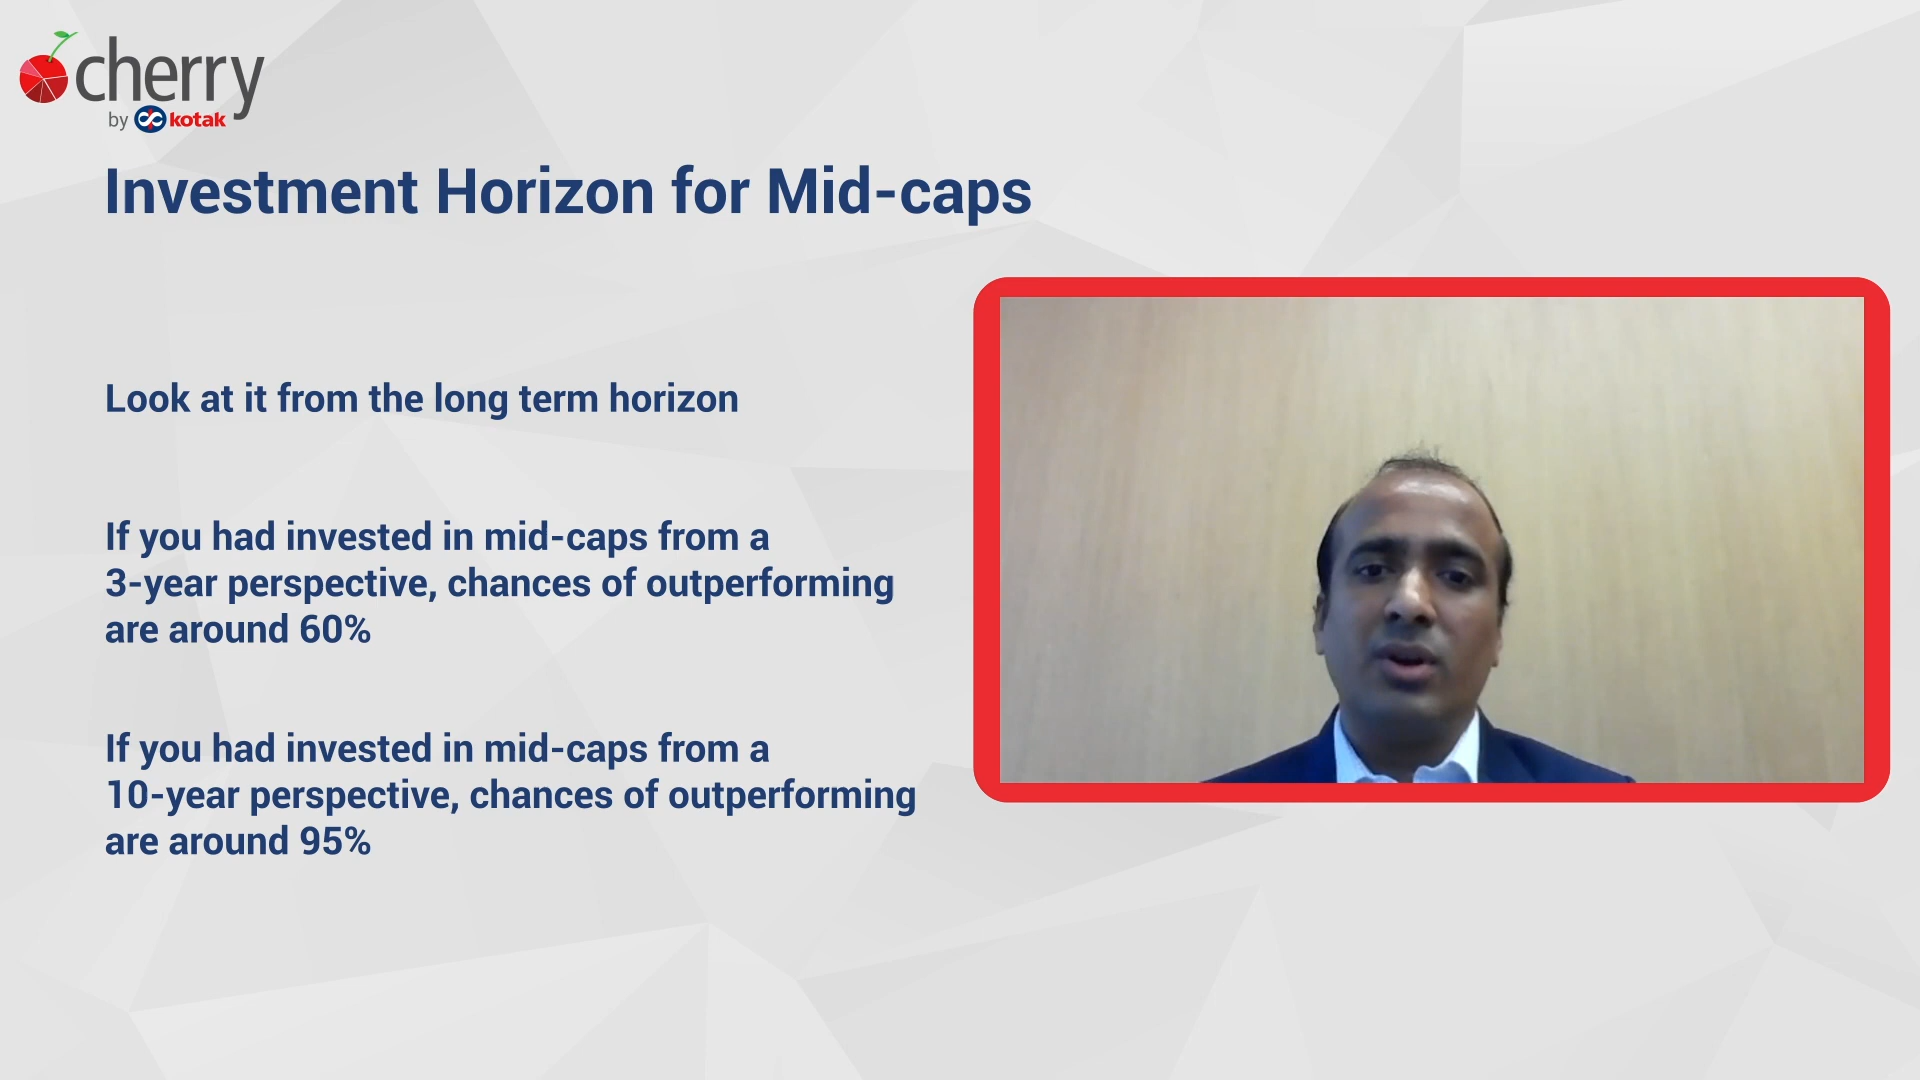 cherry
by kotak
Investment Horizon for Mid-caps
Look at it from the long term horizon
If you had invested in mid-caps from a
3-year perspective, chances of outperforming
are around 60%
If you had invested in mid-caps from a
10-year perspective, chances of outperforming
are around 95%